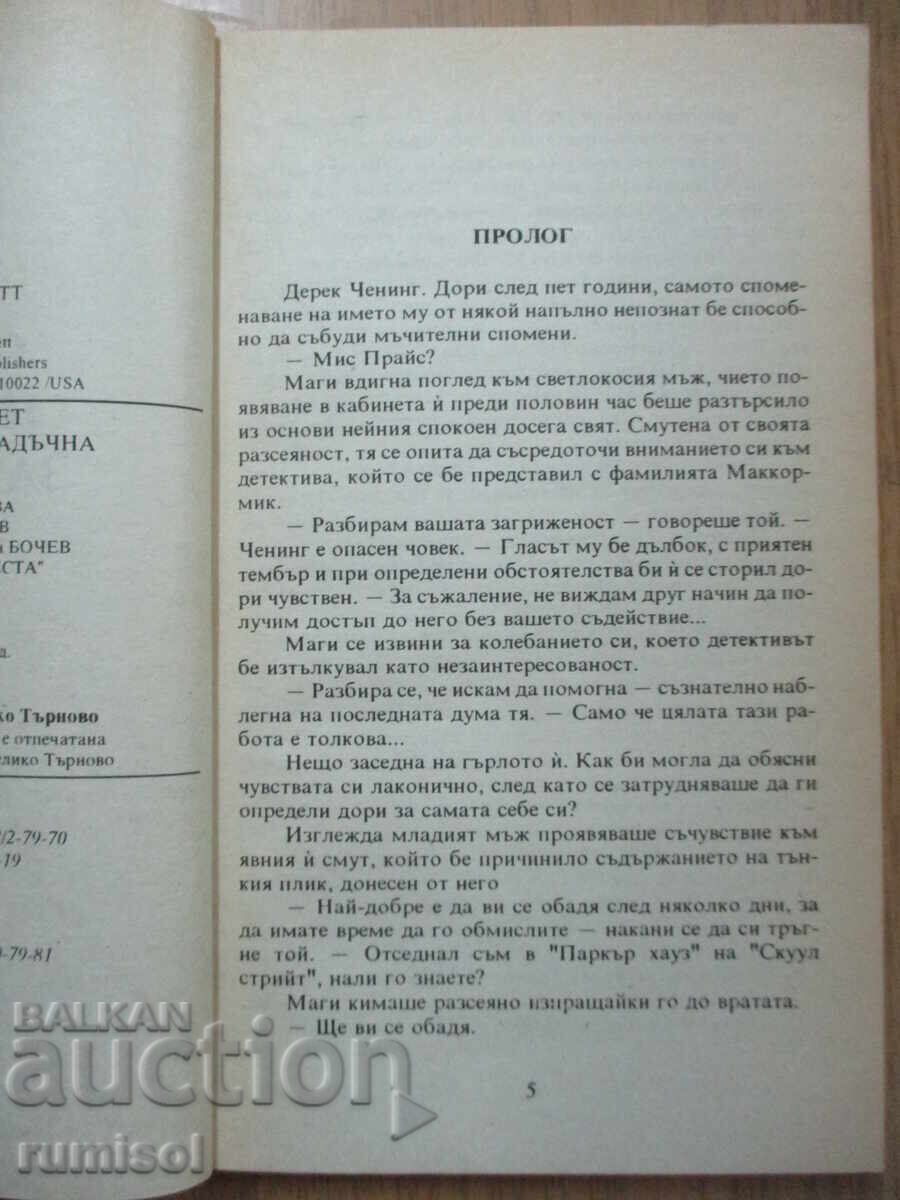 ТТ
lishers
10022 /USA
ЕТ
АДЪЧНА
ВА
В
БОЧЕВ
СТА"
д.
ко Търново
е отпечатана
лико Търново
/2-79-70
-19
-79-81
ПРОЛОГ
Дерек Ченинг. Дори след пет години, самото споме-
наване на името му от някой напълно непознат бе способ-
но да събуди мъчителни спомени.
— Мис Прайс?
Маги вдигна поглед към светлокосия мъж, чието по-
явяване в кабинета ѝ преди половин час беше разтърсило
из основи нейния спокоен досега свят. Смутена от своята
разсеяност, тя се опита да съсредоточи вниманието си към
детектива, който се бе представил с фамилията Маккор-
мик.
— Разбирам вашата загриженост — говореше той. —
Ченинг е опасен човек. — Гласът му бе дълбок, с приятен
тембър и при определени обстоятелства би ѝ се сторил до-
ри чувствен. — За съжаление, не виждам друг начин да по-
лучим достъп до него без вашето съдействие...
Маги се извини за колебанието си, което детективът
бе изтълкувал като незаинтересованост.
— Разбира се, че искам да помогна — съзнателно наб-
легна на последната дума тя. — Само че цялата тази ра-
бота е толкова...
Нещо заседна на гърлото ѝ. Как би могла да обясни
чувствата си лаконично, след като се затрудняваше да ги
определи дори за самата себе си?
Изглежда младият мъж проявяваше съчувствие към
явния ѝ смут, който бе причинило съдържанието на тън-
кия плик, донесен от него
— Най-добре е да ви се обадя след няколко дни, за
да имате време да го обмислите — накани се да си тръг-
не той. — Отседнал съм в "Паркър хауз" на "Скуул
стрийт", нали го знаете?
Маги кимаше разсеяно изпращайки го до вратата.
— Ще ви се обадя.
5
BALKAN
auction
rumisol